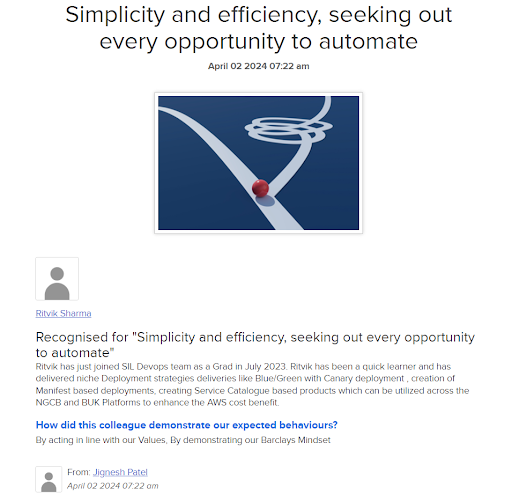 Simplicity and efficiency, seeking out
every opportunity to automate
April 02 2024 07:22 am
Ritvik Sharma
Recognised for "Simplicity and efficiency, seeking out every opportunity
to automate"
Ritvik has just joined SIL Devops team as a Grad in July 2023. Ritvik has been a quick learner and has
delivered niche Deployment strategies deliveries like Blue/Green with Canary deployment , creation of
Manifest based deployments, creating Service Catalogue based products which can be utilized across the
NGCB and BUK Platforms to enhance the AWS cost benefit.
How did this colleague demonstrate our expected behaviours?
By acting in line with our Values, By demonstrating our Barclays Mindset
From: Jignesh Patel
April 02 2024 07:22 am